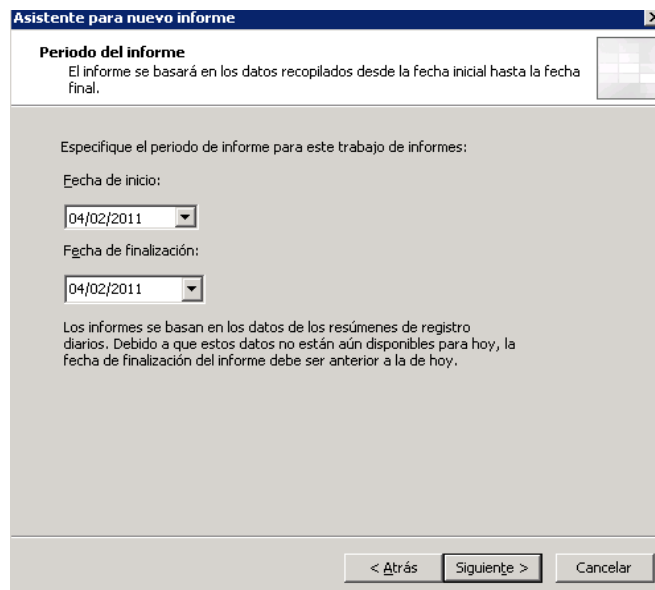 Asistente para nuevo informe
Periodo del informe
El informe se basará en los datos recopilados desde la fecha inicial hasta la fecha
final.
Especifique el periodo de informe para este trabajo de informes:
Fecha de inicio:
04/02/2011
Fecha de finalización:
04/02/2011
Los informes se basan en los datos de los resúmenes de registro
diarios. Debido a que estos datos no están aún disponibles para hoy, la
fecha de finalización del informe debe ser anterior a la de hoy.
< Atrás
Siguiente >
Cancelar